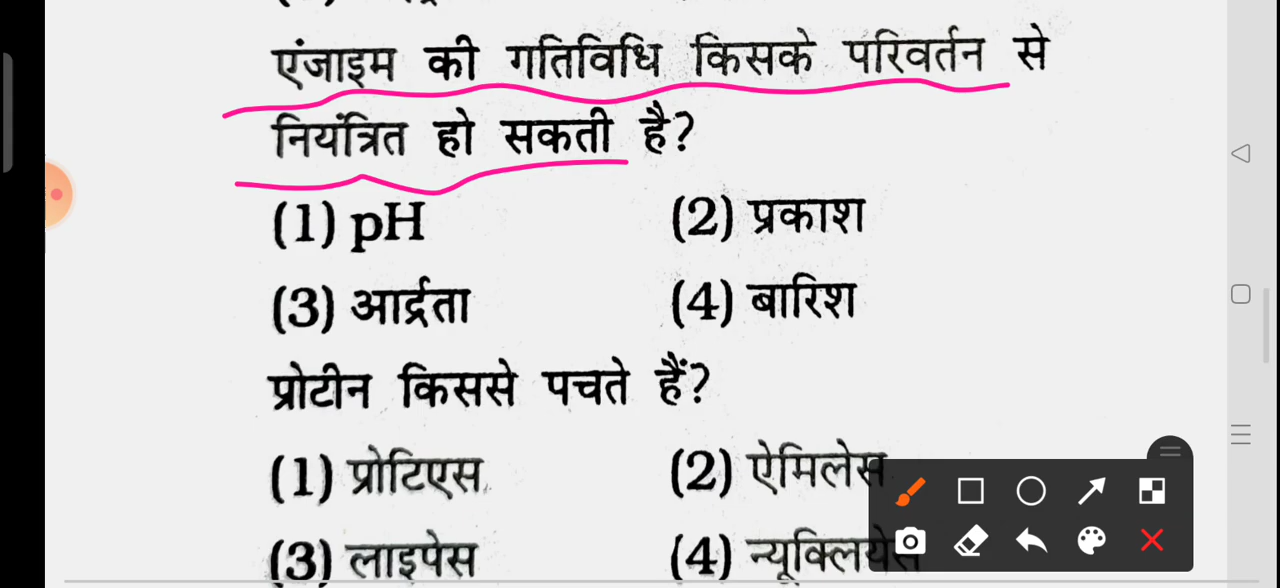 एंजाइम की गतिविधि किसके परिवर्तन से
नियंत्रित हो सकती है?
(1) pH (2) प्रकाश
(3) आर्द्रता (4) बारिश
प्रोटीन किससे पचते हैं?
(1) प्रोटिएस (2) ऐमिलेस
(3) लाइपेस (4) न्यूक्लियेस